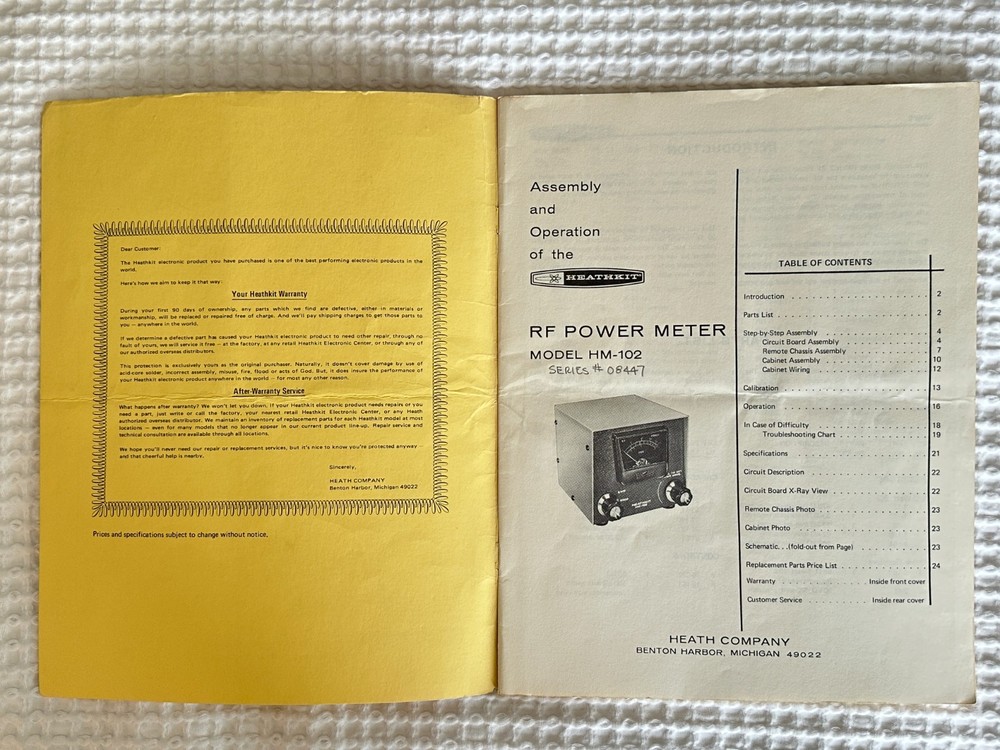 Dear Customer:
The Heathkit electronic product you have purchased is one of the best performing electronic products in the
world.
Here's how we aim to keep it that way:
Your Heathkit Warranty
During your first 90 days of ownership, any parts which we find are defective, either in materials or
workmanship, will be replaced or repaired free of charge. And we'll pay shipping charges to get those parts to
you — anywhere in the world.
If we determine a defective part has caused your Heathkit electronic product to need other repair, through no
fault of yours, we will service it free — at the factory, at any retail Heathkit Electronic Center, or through any of
our authorized overseas distributors.
This protection is exclusively yours as the original purchaser. Naturally, it doesn't cover damage by use of
acid-core solder, incorrect assembly, misuse, fire, flood or acts of God. But, it does insure the performance of
your Heathkit electronic product anywhere in the world — for most any other reason.
After-Warranty Service
What happens after warranty? We won't let you down. If your Heathkit electronic product needs repairs or you
need a part, just write or call the factory, your nearest retail Heathkit Electronic Center, or any Heath
authorized overseas distributor. We maintain an inventory of replacement parts for each Heathkit model at most
locations — even for many models that no longer appear in our current product line-up. Repair service and
technical consultation are available through all locations.
We hope you'll never need our repair or replacement services, but it's nice to know you're protected anyway —
and that cheerful help is nearby.
Sincerely,
HEATH COMPANY
Benton Harbor, Michigan 49022
Prices and specifications subject to change without notice.
Assembly
and
Operation
of the
HEATHKIT
RF POWER METER
MODEL HM-102
SERIES # 08447
TABLE OF CONTENTS
Introduction . . . . . . . . . . 2
Parts List . . . . . . . . . . 2
Step-by-Step Assembly . . . . . . . . . . 4
Circuit Board Assembly . . . . . . . . . . 4
Remote Chassis Assembly . . . . . . . . . . 7
Cabinet Assembly . . . . . . . . . . 10
Cabinet Wiring . . . . . . . . . . 12
Calibration . . . . . . . . . . 13
Operation . . . . . . . . . . 16
In Case of Difficulty . . . . . . . . . . 18
Troubleshooting Chart . . . . . . . . . . 19
Specifications . . . . . . . . . . 21
Circuit Description . . . . . . . . . . 22
Circuit Board X-Ray View . . . . . . . . . . 22
Remote Chassis Photo . . . . . . . . . . 23
Cabinet Photo . . . . . . . . . . 23
Schematic. . .(fold-out from Page) . . . . . . . . . . 23
Replacement Parts Price List . . . . . . . . . . 24
Warranty . . . . . . . . . . Inside front cover
Customer Service . . . . . . . . . . Inside rear cover
HEATH COMPANY
BENTON HARBOR, MICHIGAN 49022